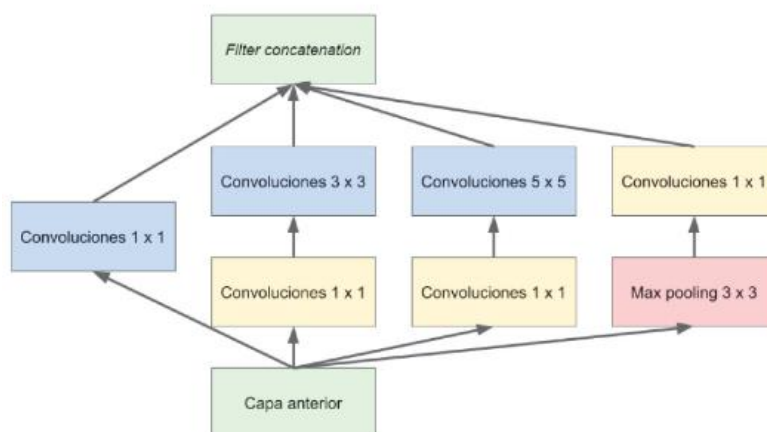 Filter concatenation
Convoluciones 3 x 3
Convoluciones 5 x 5
Convoluciones 1 x 1
Convoluciones 1 x 1
Convoluciones 1 x 1
Convoluciones 1 x 1
Max pooling 3 x 3
Capa anterior